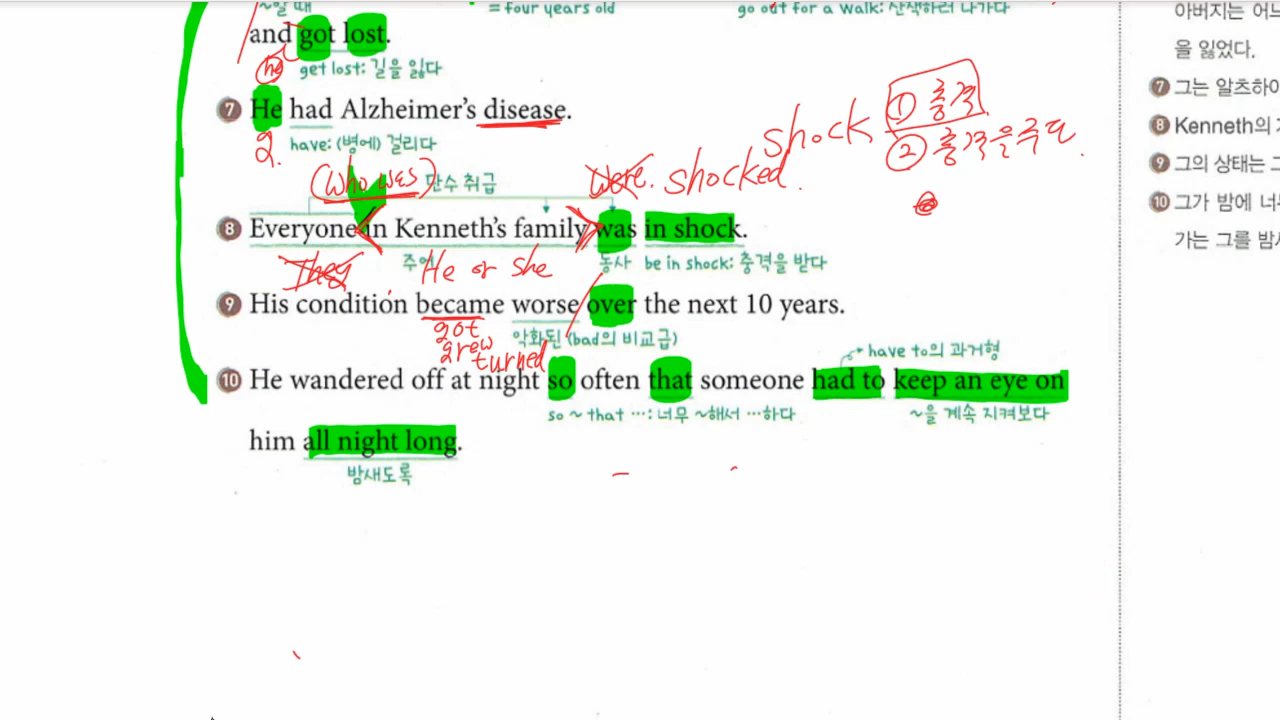 ~할 때
= four years old
go out for a walk: 산책하러 나가다
and got lost.
he
get lost: 길을 잃다
⑦ He had Alzheimer's disease.
2.
have: (병에) 걸리다
shock ① 충격
② 충격을 주다.
(who was) 단수 취급
were. shocked.
⑧ Everyone in Kenneth's family was in shock.
They
주어
He or she
동사
be in shock: 충격을 받다
⑨ His condition became worse over the next 10 years.
got
grew
turned
악화된 (bad의 비교급)
have to의 과거형
⑩ He wandered off at night so often that someone had to keep an eye on
so ~ that …: 너무 ~해서 …하다
~을 계속 지켜보다
him all night long.
밤새도록
아버지는 어느
을 잃었다.
⑦ 그는 알츠하이
⑧ Kenneth의
⑨ 그의 상태는 그
⑩ 그가 밤에 너무
가는 그를 밤새